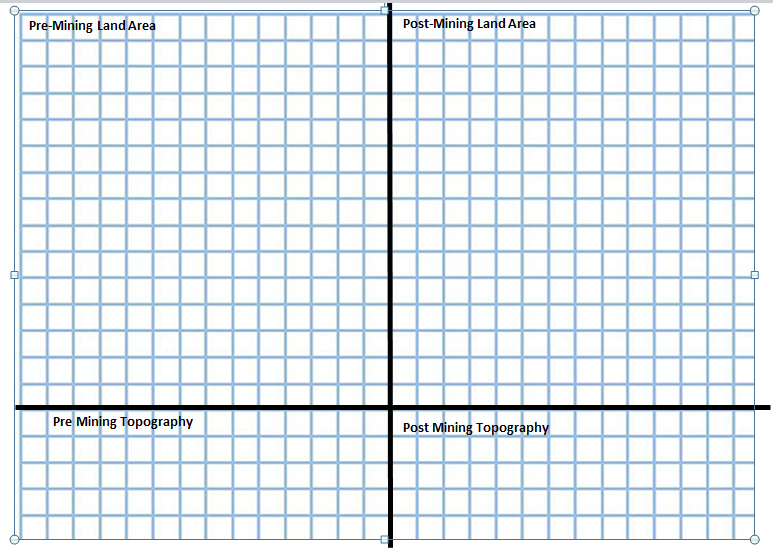 Pre-Mining Land Area
Post-Mining Land Area
Pre Mining Topography
Post Mining Topography